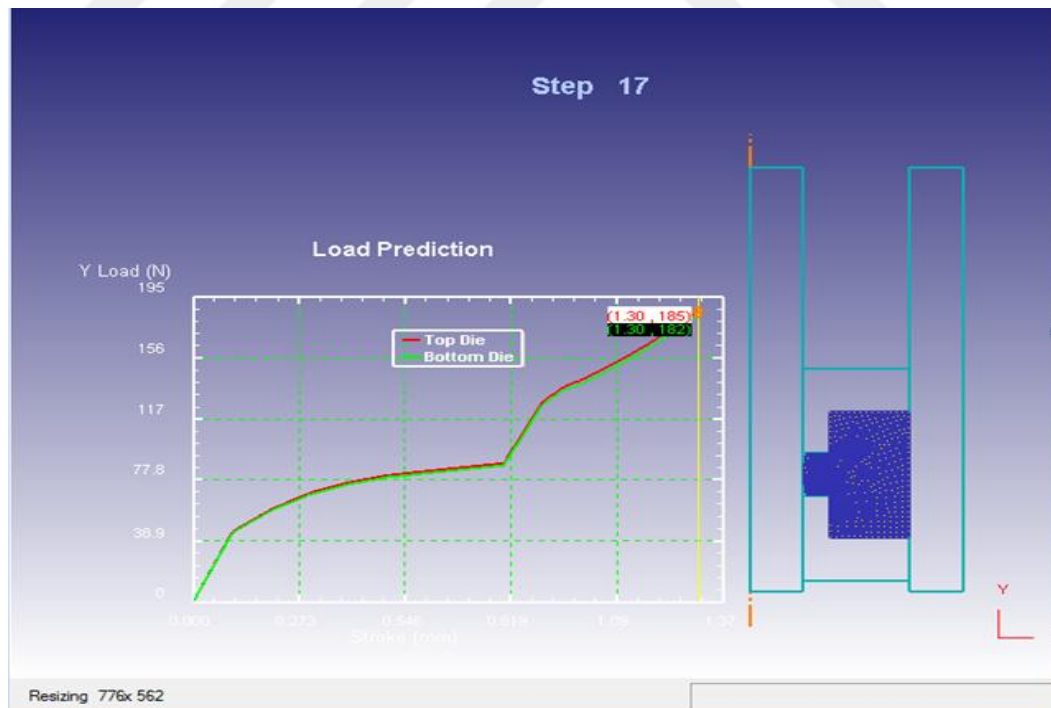 Step 17
Load Prediction
Y Load (N)
195
156
117
77.8
38.9
0
(1.30 , 185)
(1.30 , 182)
Top Die
Bottom Die
0.000 0.273 0.546 0.819 1.09 1.37
Stroke (mm)
Y
Resizing 776x 562